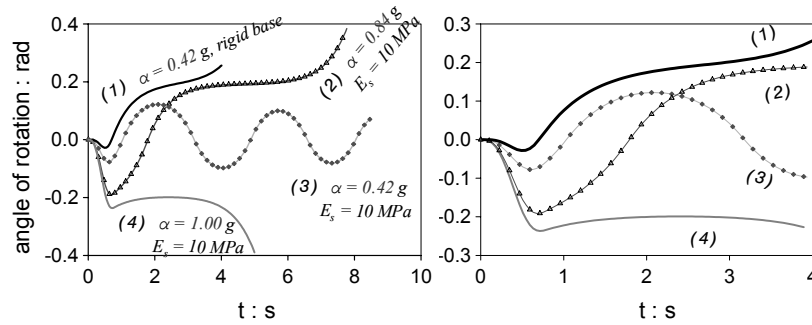 angle of rotation : rad
0.4
0.2
0.0
-0.2
-0.4
0 2 4 6 8 10
t : s
(1) α = 0.42 g, rigid base
(2) α = 0.84 g
E_s = 10 MPa
(3) α = 0.42 g
E_s = 10 MPa
(4) α = 1.00 g
E_s = 10 MPa
0.3
0.2
0.1
0.0
-0.1
-0.2
-0.3
0 1 2 3 4
t : s
(1)
(2)
(3)
(4)